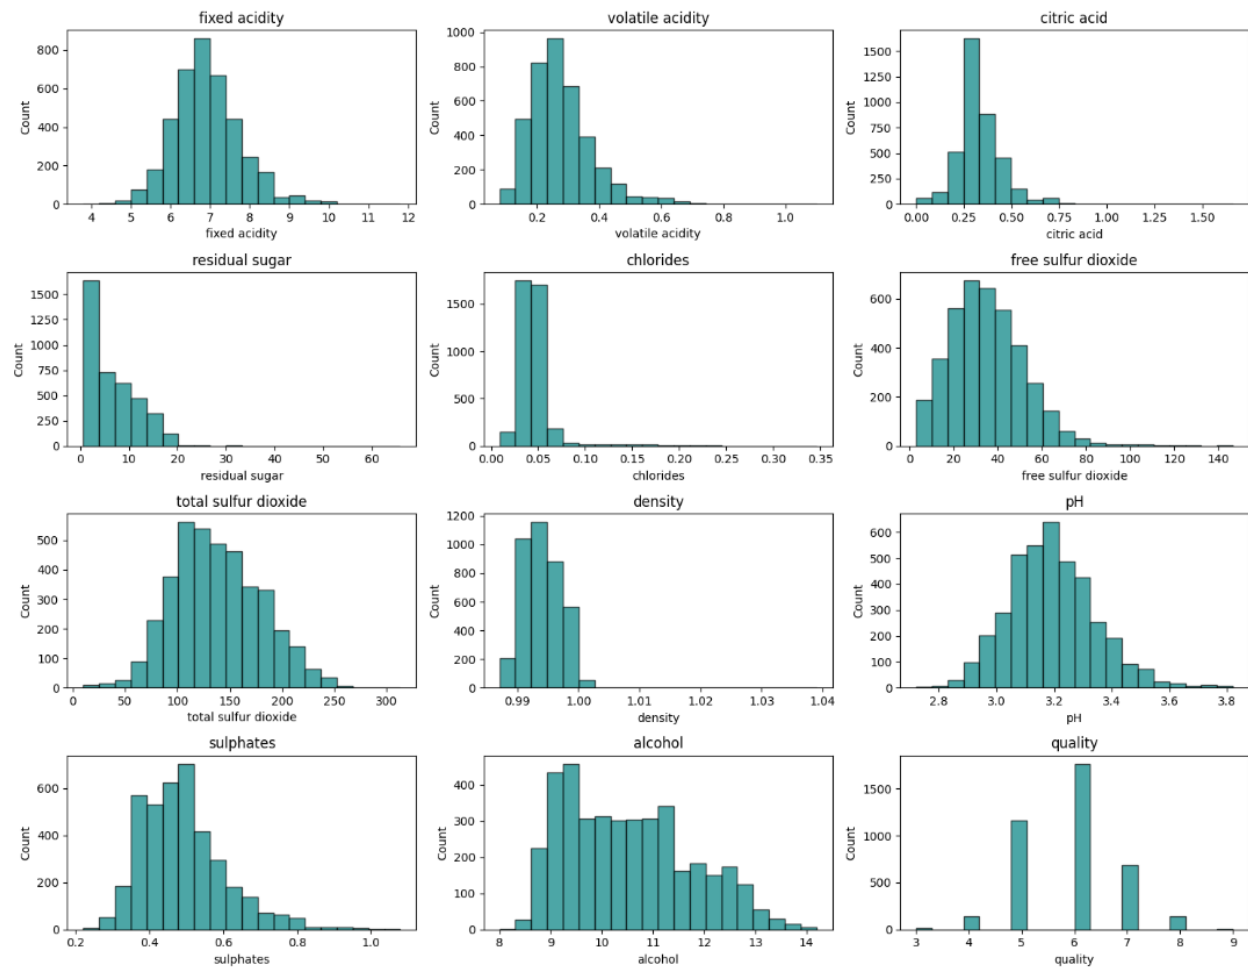 fixed acidity
Count
800
600
400
200
0
4 5 6 7 8 9 10 11 12
fixed acidity
volatile acidity
Count
1000
800
600
400
200
0
0.2 0.4 0.6 0.8 1.0
volatile acidity
citric acid
Count
1500
1250
1000
750
500
250
0
0.00 0.25 0.50 0.75 1.00 1.25 1.50
citric acid
residual sugar
Count
1500
1250
1000
750
500
250
0
0 10 20 30 40 50 60
residual sugar
chlorides
Count
1500
1000
500
0
0.00 0.05 0.10 0.15 0.20 0.25 0.30 0.35
chlorides
free sulfur dioxide
Count
600
400
200
0
0 20 40 60 80 100 120 140
free sulfur dioxide
total sulfur dioxide
Count
500
400
300
200
100
0
0 50 100 150 200 250 300
total sulfur dioxide
density
Count
1200
1000
800
600
400
200
0
0.99 1.00 1.01 1.02 1.03 1.04
density
pH
Count
600
500
400
300
200
100
0
2.8 3.0 3.2 3.4 3.6 3.8
pH
sulphates
Count
600
400
200
0
0.2 0.4 0.6 0.8 1.0
sulphates
alcohol
Count
400
300
200
100
0
8 9 10 11 12 13 14
alcohol
quality
Count
1500
1000
500
0
3 4 5 6 7 8 9
quality